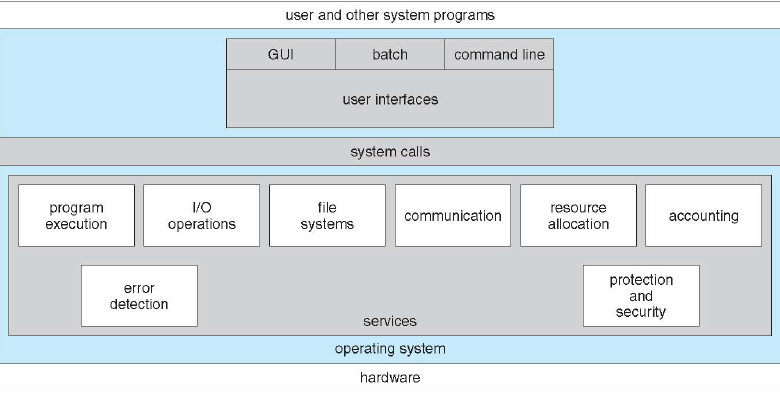 user and other system programs
GUI
batch
command line
user interfaces
system calls
program
execution
I/O
operations
file
systems
communication
resource
allocation
accounting
error
detection
protection
and
security
services
operating system
hardware